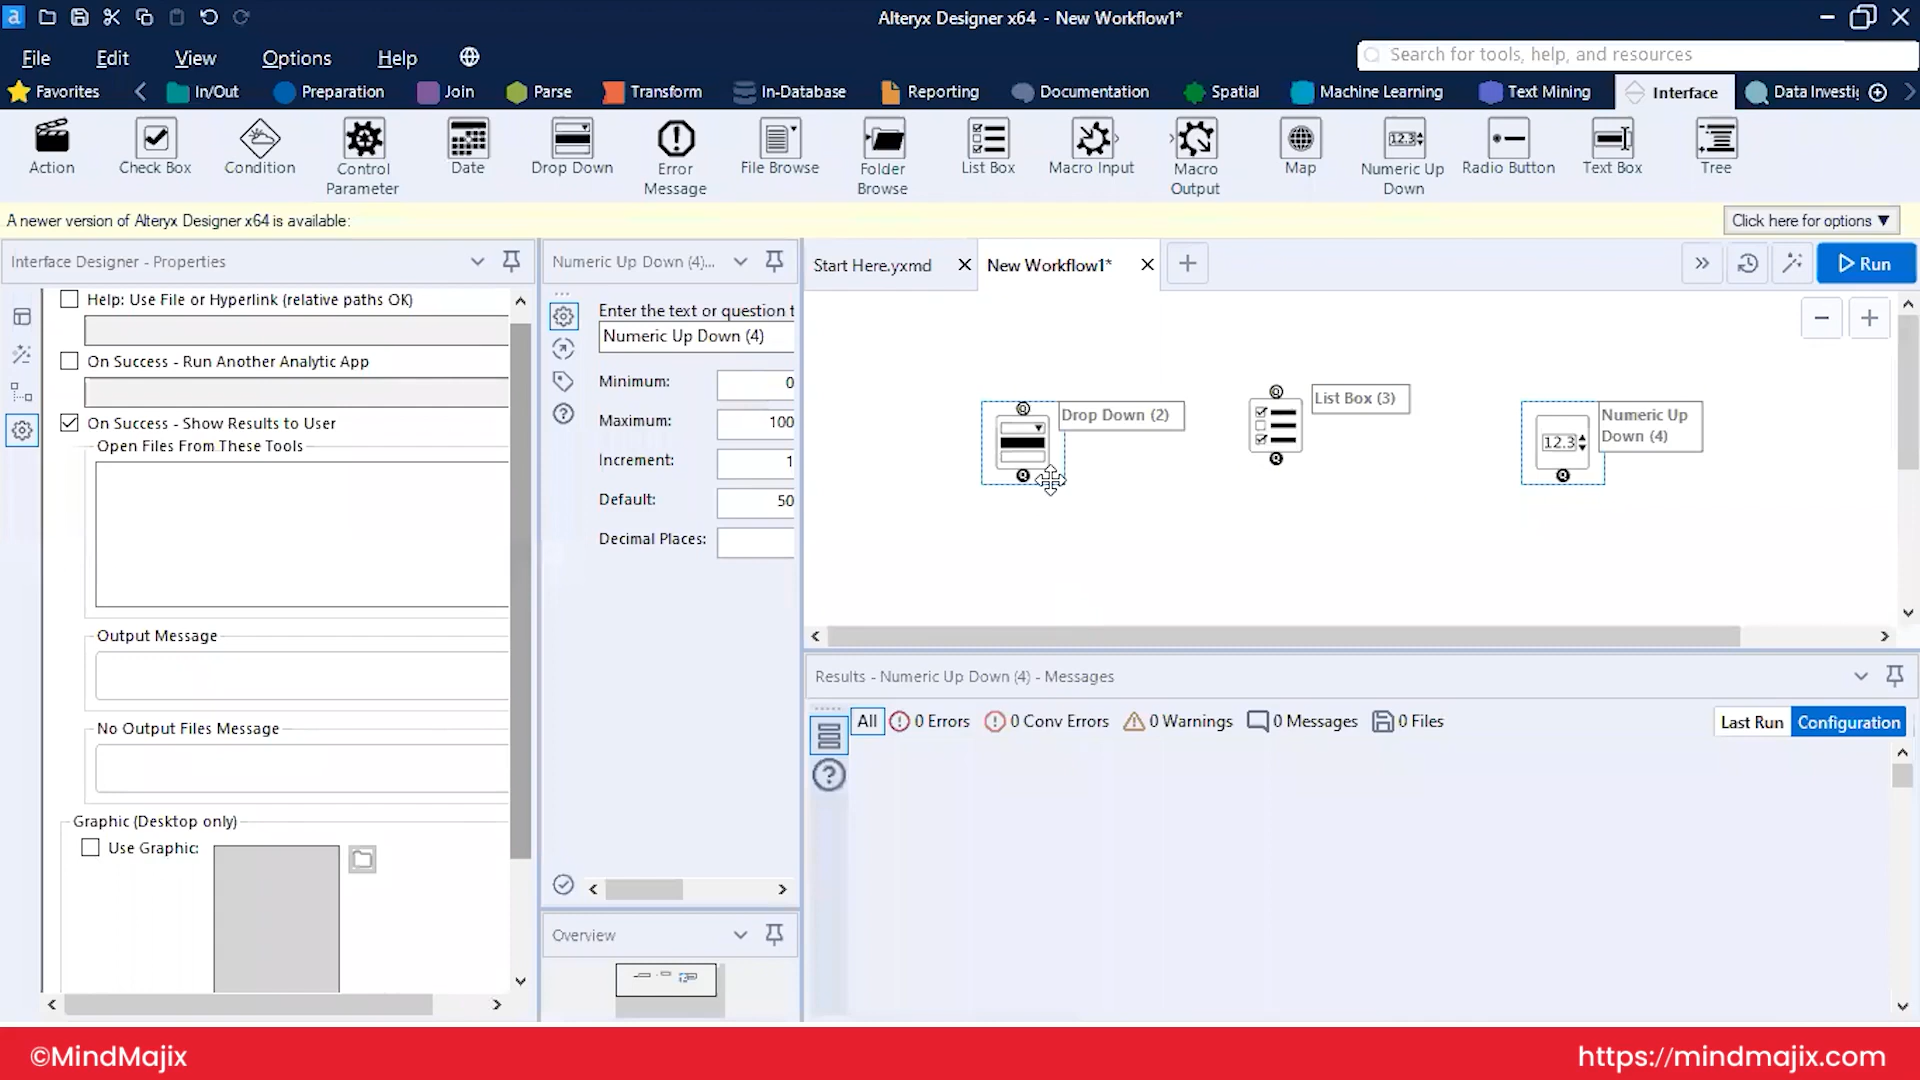 a
Alteryx Designer x64 - New Workflow1*
File Edit View Options Help
Search for tools, help, and resources
Favorites In/Out Preparation Join Parse Transform In-Database Reporting Documentation Spatial Machine Learning Text Mining Interface Data Investi
Action Check Box Condition Control Parameter Date Drop Down Error Message File Browse Folder Browse List Box Macro Input Macro Output Map Numeric Up Down Radio Button Text Box Tree
A newer version of Alteryx Designer x64 is available:
Click here for options ▼
Interface Designer - Properties
Help: Use File or Hyperlink (relative paths OK)
On Success - Run Another Analytic App
On Success - Show Results to User
Open Files From These Tools
Output Message
No Output Files Message
Graphic (Desktop only)
Use Graphic:
Numeric Up Down (4)...
Enter the text or question t
Numeric Up Down (4)
Minimum: 0
Maximum: 100
Increment: 1
Default: 50
Decimal Places:
Overview
Start Here.yxmd
New Workflow1*
Run
Drop Down (2)
List Box (3)
12.3
Numeric Up
Down (4)
Results - Numeric Up Down (4) - Messages
All 0 Errors 0 Conv Errors 0 Warnings 0 Messages 0 Files
Last Run Configuration
©MindMajix
https://mindmajix.com